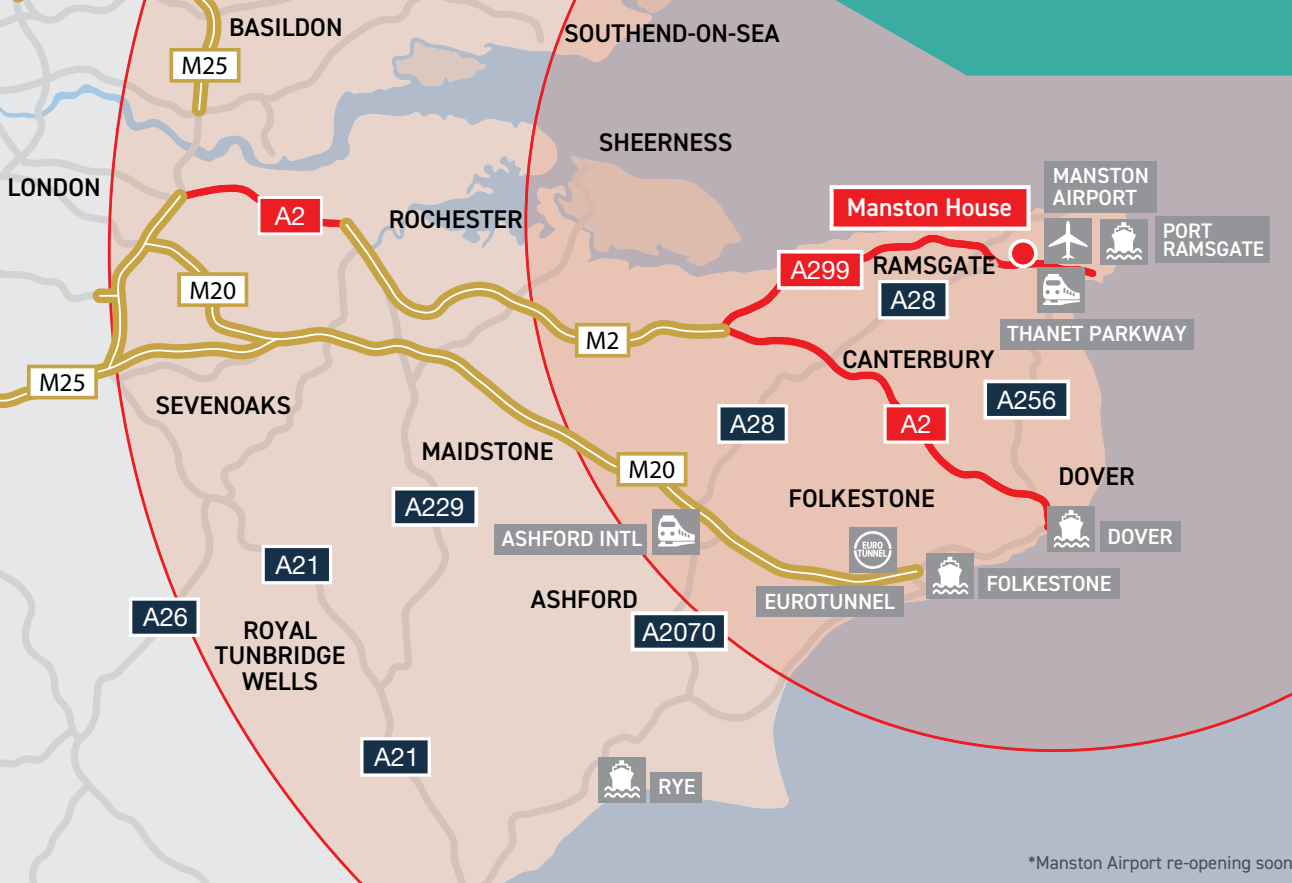 BASILDON
SOUTHEND-ON-SEA
M25
SHEERNESS
LONDON
MANSTON
AIRPORT
Manston House
A2
ROCHESTER
PORT
RAMSGATE
A299
RAMSGATE
M20
A28
THANET PARKWAY
M2
CANTERBURY
M25
A256
SEVENOAKS
A28
A2
MAIDSTONE
M20
DOVER
FOLKESTONE
A229
ASHFORD INTL
DOVER
EURO
TUNNEL
A21
FOLKESTONE
EUROTUNNEL
ASHFORD
A26
ROYAL
TUNBRIDGE
WELLS
A2070
A21
RYE
*Manston Airport re-opening soon